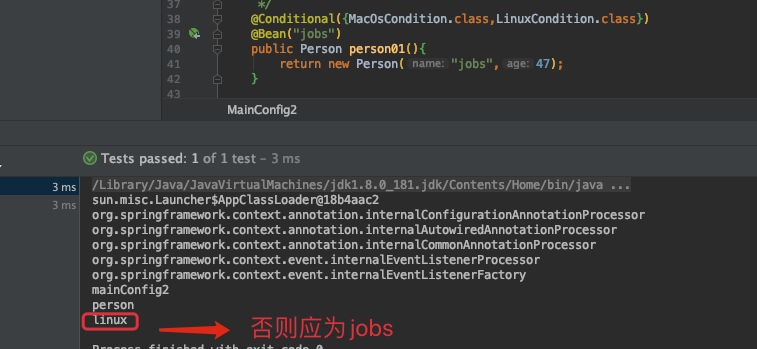 37
*/
38
@Conditional({MacOsCondition.class,LinuxCondition.class})
39
@Bean("jobs")
40
public Person person01(){
41
return new Person( name: "jobs", age: 47);
42
}
43
MainConfig2
Tests passed: 1 of 1 test – 3 ms
3 ms
/Library/Java/JavaVirtualMachines/jdk1.8.0_181.jdk/Contents/Home/bin/java ...
3 ms
sun.misc.Launcher$AppClassLoader@18b4aac2
org.springframework.context.annotation.internalConfigurationAnnotationProcessor
org.springframework.context.annotation.internalAutowiredAnnotationProcessor
org.springframework.context.annotation.internalCommonAnnotationProcessor
org.springframework.context.event.internalEventListenerProcessor
org.springframework.context.event.internalEventListenerFactory
mainConfig2
person
linux
否则应为jobs
Process finished with exit code 0